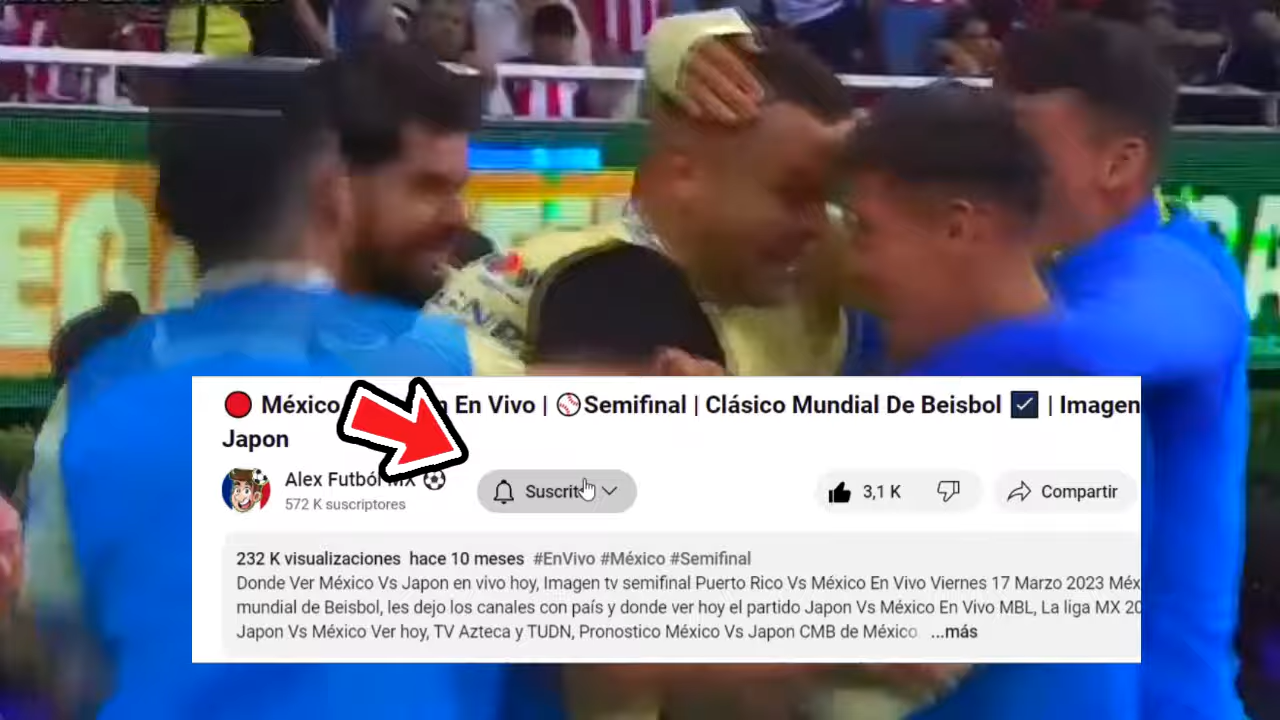 México n En Vivo | Semifinal | Clásico Mundial De Beisbol | Imagen
Japon
Alex Futból MX
572 K suscriptores
Suscrito
3,1 K
Compartir
232 K visualizaciones hace 10 meses #EnVivo #México #Semifinal
Donde Ver México Vs Japon en vivo hoy, Imagen tv semifinal Puerto Rico Vs México En Vivo Viernes 17 Marzo 2023 Méx
mundial de Beisbol, les dejo los canales con país y donde ver hoy el partido Japon Vs México En Vivo MBL, La liga MX 20
Japon Vs México Ver hoy, TV Azteca y TUDN, Pronostico México Vs Japon CMB de México ...más